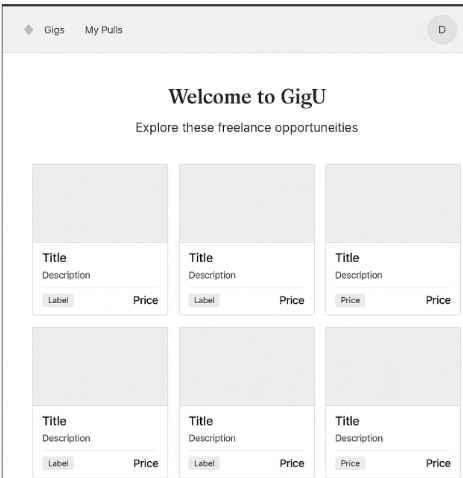 Gigs My Pulls D
Welcome to GigU
Explore these freelance opportuneities
Title Title Title
Description Description Description
Label Price Label Price Price Price
Title Title Title
Description Description Description
Label Price Label Price Price Price